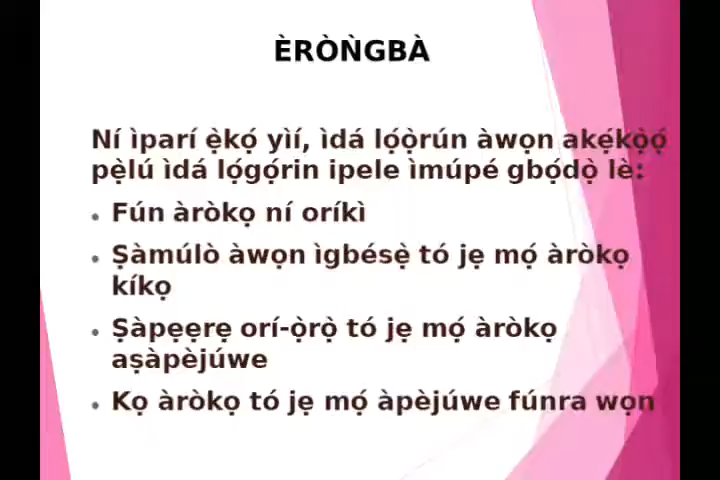 ÈRÒǸGBÀ
Ní ìparí ẹ̀kọ́ yìí, ìdá lọ́ọ̀rún àwọn akẹ́kọ̀ọ́
pẹ̀lú ìdá lọ́gọ́rin ipele ìmúpé gbọ́dọ̀ lè:
• Fún àròkọ ní oríkì
• Ṣàmúlò àwọn ìgbésẹ̀ tó jẹ mọ́ àròkọ
kíkọ
• Ṣàpẹẹrẹ orí-ọ̀rọ̀ tó jẹ mọ́ àròkọ
aṣàpèjúwe
• Kọ àròkọ tó jẹ mọ́ àpèjúwe fúnra wọn